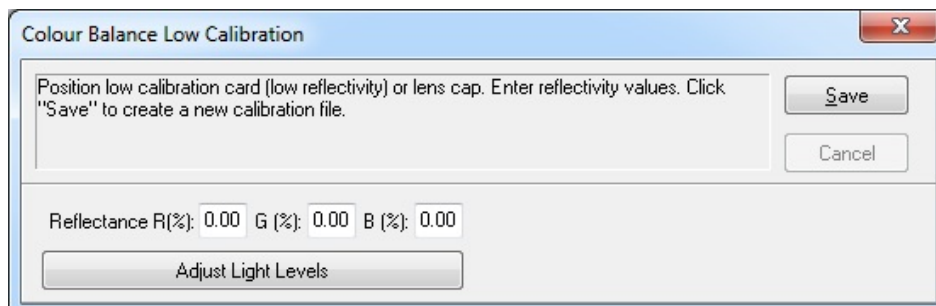 Colour Balance Low Calibration
Position low calibration card (low reflectivity) or lens cap. Enter reflectivity values. Click
"Save" to create a new calibration file.
Save
Cancel
Reflectance R(%): 0.00 G (%): 0.00 B (%): 0.00
Adjust Light Levels